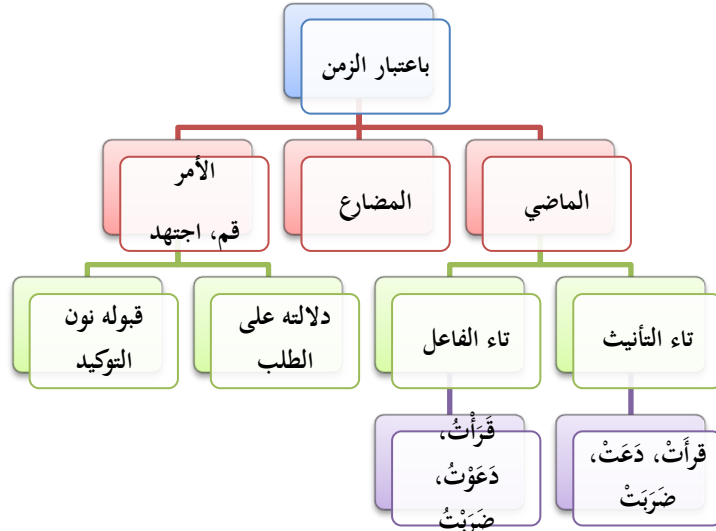 باعتبار الزمن
الماضي
المضارع
الأمر
قم، اجتهد
تاء التأنيث
تاء الفاعل
دلالته على
الطلب
قبوله نون
التوكيد
قرأَتْ، دَعَتْ،
ضَرَبَتْ
قَرَأْتُ،
دَعَوْتُ،
ضَرَبْتُ